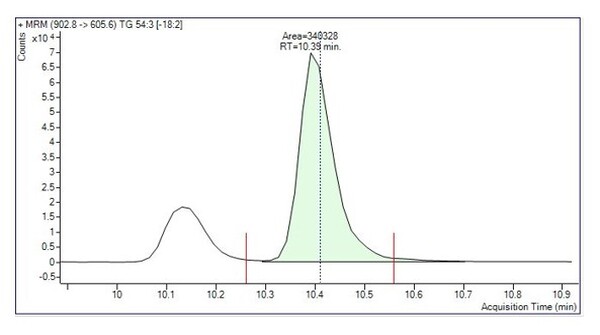 + MRM (902.8 -> 605.6) TG 54:3 [-18:2]
Counts
x10 4
Area=340328
RT=10.39 min.
7
6.5
6
5.5
5
4.5
4
3.5
3
2.5
2
1.5
1
0.5
0
-0.5
10 10.1 10.2 10.3 10.4 10.5 10.6 10.7 10.8 10.9
Acquisition Time (min)